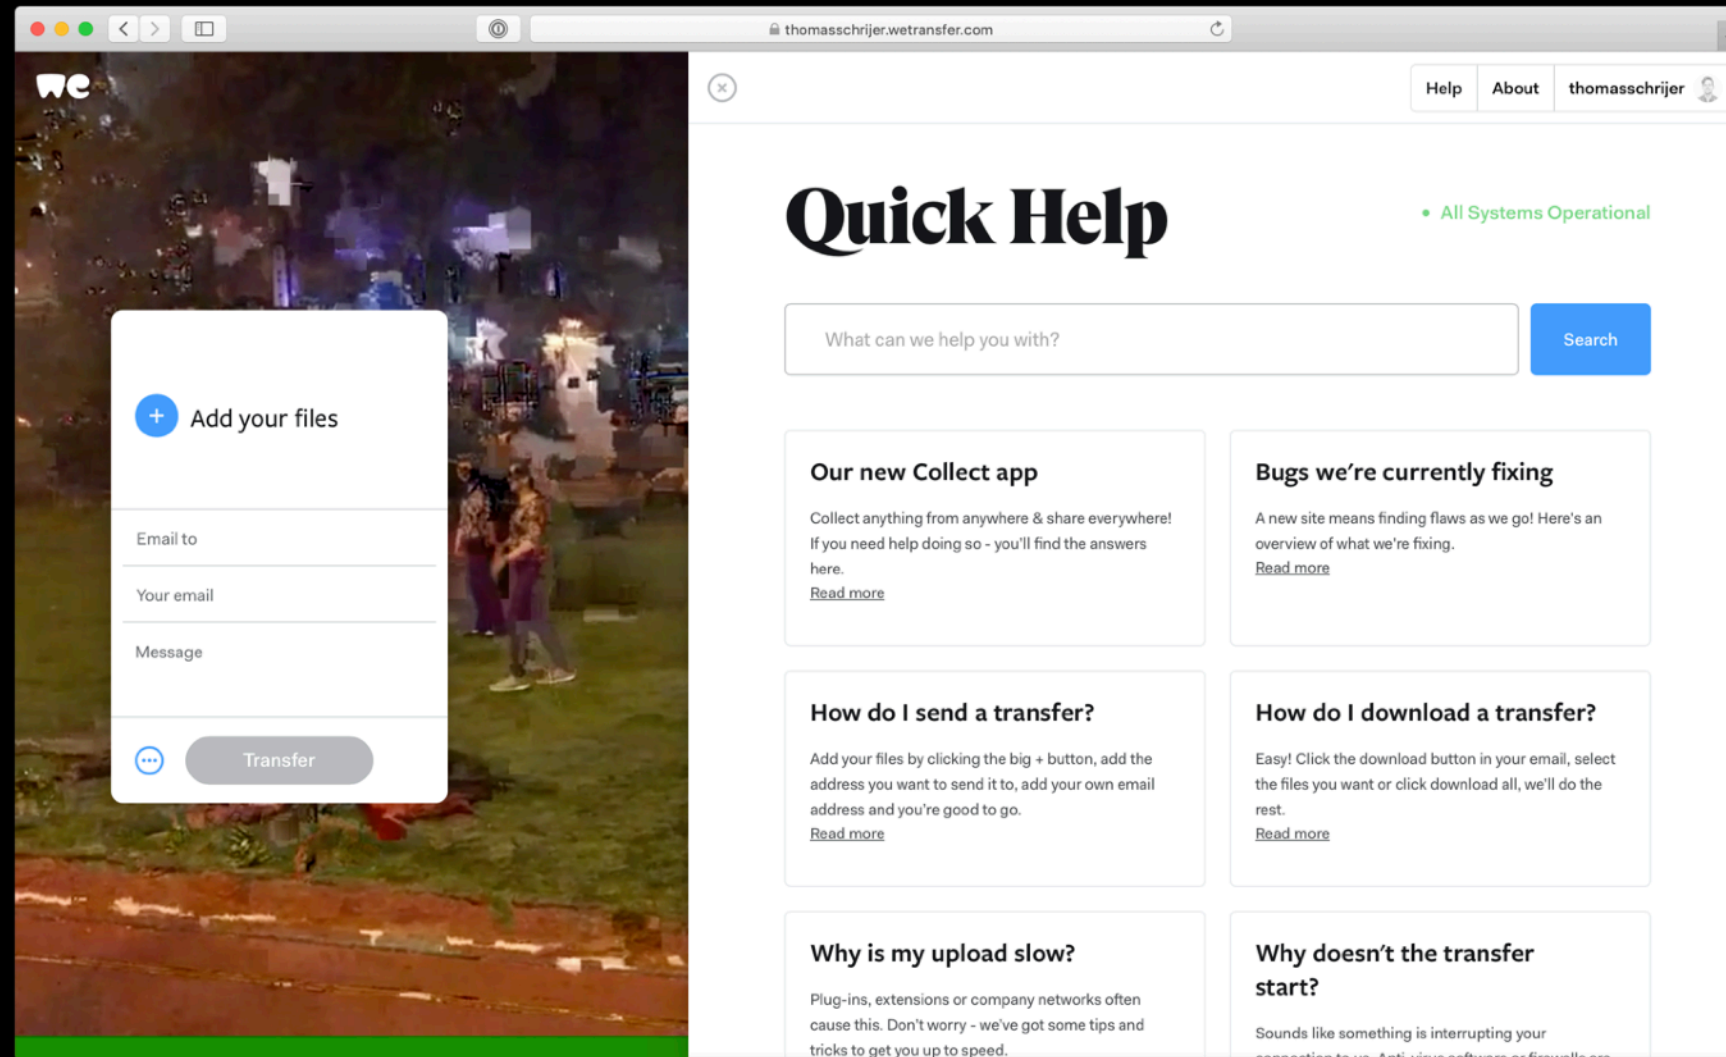 thomasschrijer.wetransfer.com
we
Help
About
thomasschrijer
Quick Help
• All Systems Operational
What can we help you with?
Search
Add your files
Email to
Your email
Message
Transfer
Our new Collect app
Collect anything from anywhere & share everywhere!
If you need help doing so - you'll find the answers
here.
Read more
Bugs we're currently fixing
A new site means finding flaws as we go! Here's an
overview of what we're fixing.
Read more
How do I send a transfer?
Add your files by clicking the big + button, add the
address you want to send it to, add your own email
address and you're good to go.
Read more
How do I download a transfer?
Easy! Click the download button in your email, select
the files you want or click download all, we'll do the
rest.
Read more
Why is my upload slow?
Plug-ins, extensions or company networks often
cause this. Don't worry - we've got some tips and
tricks to get you up to speed.
Why doesn't the transfer
start?
Sounds like something is interrupting your
connection to us. Anti-virus software or firewalls are